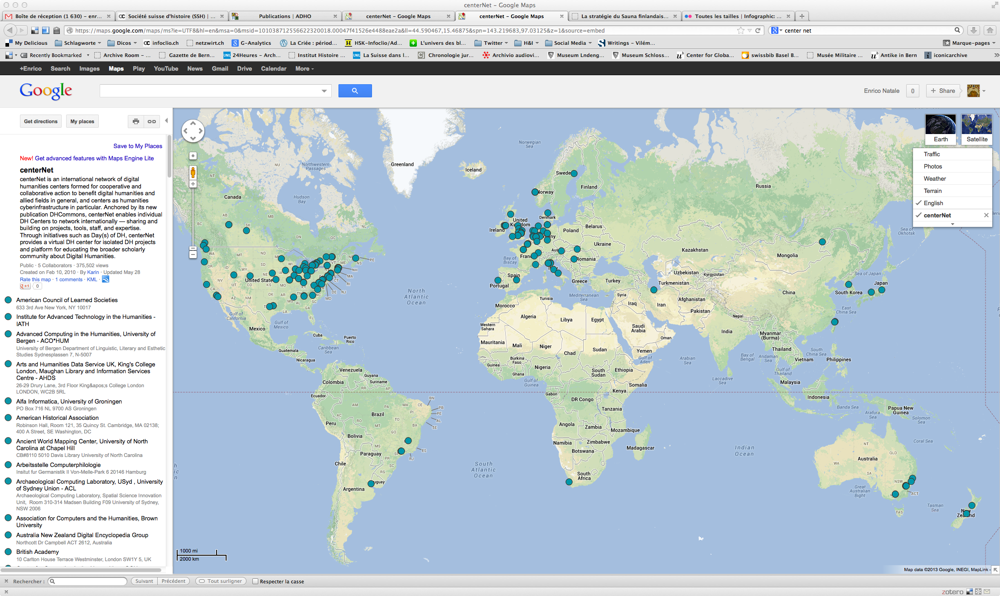 centerNet – Google Maps
Boîte de réception (1 630) – enr...
Société suisse d'histoire (SSH) | ...
Publications | ADHO
centerNet – Google Maps
centerNet – Google Maps
La stratégie du Sauna finlandais...
Toutes les tailles | Infographic: ...
https://maps.google.com/maps/ms?ie=UTF8&hl=en&msa=0&msid=101038712556622320018.00047f41526e4488eae2a&ll=44.590467,15.46875&spn=143.219683,97.03125&z=1&source=embed
center net
My Delicious Schlagworte Dicos infoclio.ch netzwirt.ch G-Analytics La Criée : périod... HSK-Infoclio/Ad... L'univers des bl... Twitter H&I Social Media Writings – Vilém... Marque-pages
Recently Bookmarked Archive Room – ... Gazette de Bern... 24Heures – Arch... Institut Histoire ... La Suisse dans l... Chronologie jur... Archivio audiovi... Museum Lndeng... Museum Schloss... Center for Globa... swissbib Basel B... Musée Militaire ... Antike in Bern iconicarchive
+Enrico Search Images Maps Play YouTube News Gmail Drive Calendar More
Google
Enrico Natale 0 + Share
Get directions My places
Save to My Places
New! Get advanced features with Maps Engine Lite
centerNet
centerNet is an international network of digital
humanities centers formed for cooperative and
collaborative action to benefit digital humanities and
allied fields in general, and centers as humanities
cyberinfrastructure in particular. Anchored by its new
publication DHCommons, centerNet enables individual
DH Centers to network internationally — sharing and
building on projects, tools, staff, and expertise.
Through initiatives such as Day(s) of DH, centerNet
provides a virtual DH center for isolated DH projects
and platform for educating the broader scholarly
community about Digital Humanities.
Public · 5 Collaborators · 375,502 views
Created on Feb 10, 2010 · By Karin · Updated May 28
Rate this map · 1 comments · KML ·
+1 0
American Council of Learned Societies
633 3rd Ave New York, NY 10017
Institute for Advanced Technology in the Humanities -
IATH
Advanced Computing in the Humanities, University of
Bergen - ACO*HUM
University of Bergen Department of Linguistic, Literary and Esthetic
Studies Sydnesplassen 7, N-5007
Arts and Humanities Data Service UK, King's College
London, Maughan Library and Information Services
Centre - AHDS
26-29 Drury Lane, 3rd Floor King&apos;s College London
LONDON, WC2B 5RL
Alfa Informatica, University of Groningen
PO Box 716 NL 9700 AS Groningen
American Historical Association
Robinson Hall, Room 121, 35 Quincy St. Cambridge, MA 02138;
400 A Street, SE Washington, DC
Ancient World Mapping Center, University of North
Carolina at Chapel Hill
CB#8110 5010 Davis Library University of North Carolina
Arbeitsstelle Computerphilologie
Insitut fur Germanistik II Von-Melle-Park 6 20146 Hamburg
Archaeological Computing Laboratory, USyd , University
of Sydney Union - ACL
Archaeological Computing Laboratory, Spatial Science Innovation
Unit, Room 310-314 Madsen Building F09 University of Sydney,
NSW 2006
Association for Computers and the Humanities, Brown
University
Australia New Zealand Digital Encyclopedia Group
Northcott Dr Campbell ACT 2612, Australia
British Academy
10 Carlton House Terrace Westminster, London SW1Y 5, UK
Earth
Satellite
Traffic
Photos
Weather
Terrain
English
centerNet
Greenland
Iceland
Norwegian
Sea
Norway
Finland
Russia
Canada
Hudson
Bay
Northwestern
Passages
NU
NT
AB
SK
MB
BC
ON
QC
NL
United
Kingdom
Ireland
Denmark
Belarus
Poland
Ukraine
Bay of
Biscay
Romania
Spain
Portugal
Greece
Turkey
Kazakhstan
Mongolia
Uzbekistan
Kyrgyzstan
Turkmenistan
China
Sea of Japan
Japan
South Korea
Sea of
Okhotsk
East
China Sea
Mediterranean
Sea
Tunisia
Syria
Iraq
Iran
Afghanistan
Pakistan
Nepal
India
Myanmar
(Burma)
Thailand
Vietnam
South
China Sea
Philippines
Bay of
Bengal
Andaman
Sea
Gulf of
Thailand
Laccadive
Sea
Malaysia
Indonesia
Banda Sea
Arafura
Sea
Papua New
Guinea
Solomon
Sea
Coral Sea
North
Atlantic
Ocean
Gulf of
California
Gulf of
Mexico
Mexico
Cuba
Puerto
Rico
Caribbean
Sea
Guatemala
Nicaragua
Morocco
Algeria
Libya
Egypt
Western
Sahara
Mauritania
Mali
Niger
Chad
Sudan
Saudi
Arabia
Oman
Yemen
Gulf of
Aden
Arabian
Sea
Burkina
Faso
Guinea
Ghana
Nigeria
South
Sudan
Ethiopia
Somalia
Gulf of
Guinea
Gabon
DR Congo
Kenya
Tanzania
Angola
Zambia
Mozambique
Namibia
Zimbabwe
Botswana
Madagascar
South
Africa
Indian
Ocean
Venezuela
Guyana
Suriname
Colombia
Ecuador
Brazil
Peru
Bolivia
Paraguay
Chile
Argentina
South
Atlantic
Ocean
Australia
NT
QLD
WA
SA
NSW
ACT
TAS
Great
Australian
Bight
Tasman
Sea
New
Zealand
1000 mi
2000 km
Map data ©2013 Google, INEGI, MapLink -
Rechercher : Suivant Précédent Tout surligner Respecter la casse
zotero